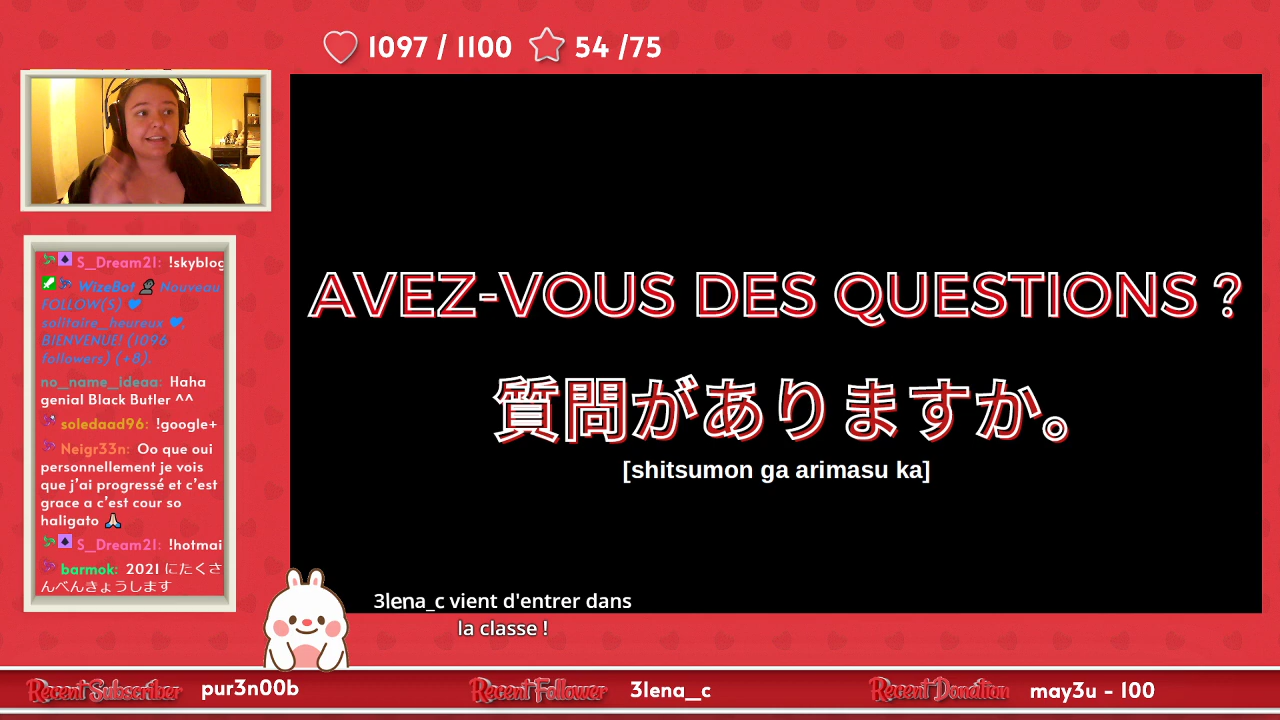 1097 / 1100 54 /75
S_Dream21: !skyblog
WizeBot Nouveau
FOLLOW(S)
solitaire_heureux ,
BIENVENUE! (1096
followers) (+8).
no_name_ideaa: Haha
genial Black Butler ^^
soledaad96: !google+
Neigr33n: Oo que oui
personnellement je vois
que j'ai progressé et c'est
grace a c'est cour so
haligato 🙏
S_Dream21: !hotmai
barmok: 2021 にたくさ
んべんきょうします
AVEZ-VOUS DES QUESTIONS ?
質問がありますか。
[shitsumon ga arimasu ka]
3lena_c vient d'entrer dans
la classe !
Recent Subscriber pur3n00b Recent Follower 3lena_c Recent Donation may3u - 100